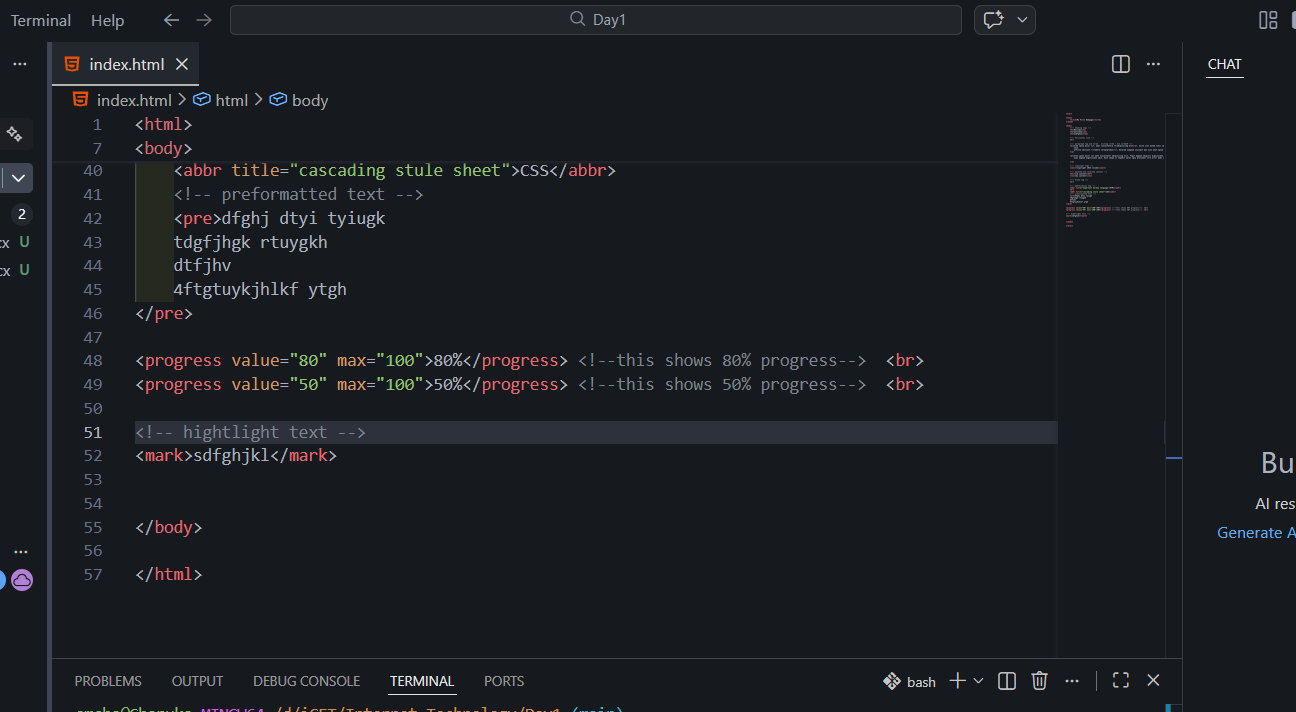 Terminal Help Day1
index.html
CHAT
index.html > html > body
1 <html>
7 <body>
40 <abbr title="cascading stule sheet">CSS</abbr>
41 <!-- preformatted text -->
42 <pre>dfghj dtyi tyiugk
43 tdgfjhgk rtuygkh
44 dtfjhv
45 4ftgtuykjhlkf ytgh
46 </pre>
47
48 <progress value="80" max="100">80%</progress> <!--this shows 80% progress--> <br>
49 <progress value="50" max="100">50%</progress> <!--this shows 50% progress--> <br>
50
51 <!-- hightlight text -->
52 <mark>sdfghjkl</mark>
53
54
55 </body>
56
57 </html>
2
cx U
cx U
Bu
AI res
Generate A
PROBLEMS OUTPUT DEBUG CONSOLE TERMINAL PORTS bash